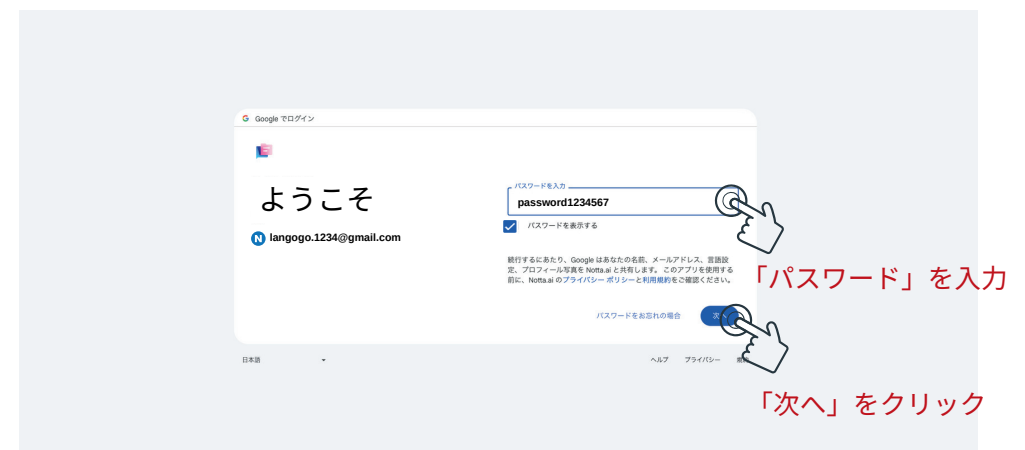 Google でログイン
ようこそ
langogo.1234@gmail.com
パスワードを入力
password1234567
パスワードを表示する
続行するにあたり、Google はあなたの名前、メールアドレス、言語設
定、プロフィール写真を Notta.ai と共有します。このアプリを使用する
前に、Notta.ai のプライバシー ポリシーと利用規約をご確認ください。
「パスワード」を入力
パスワードをお忘れの場合
次へ
日本語
ヘルプ プライバシー 規約
「次へ」をクリック